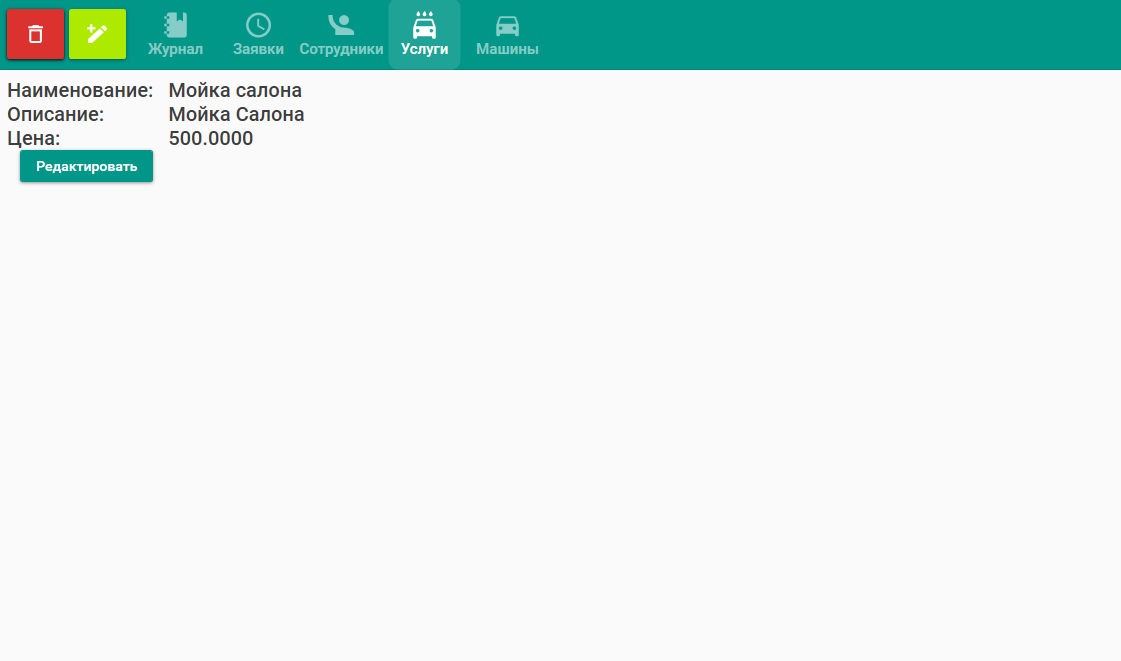 Журнал Заявки Сотрудники Услуги Машины
Наименование: Мойка салона
Описание: Мойка Салона
Цена: 500.0000
Редактировать